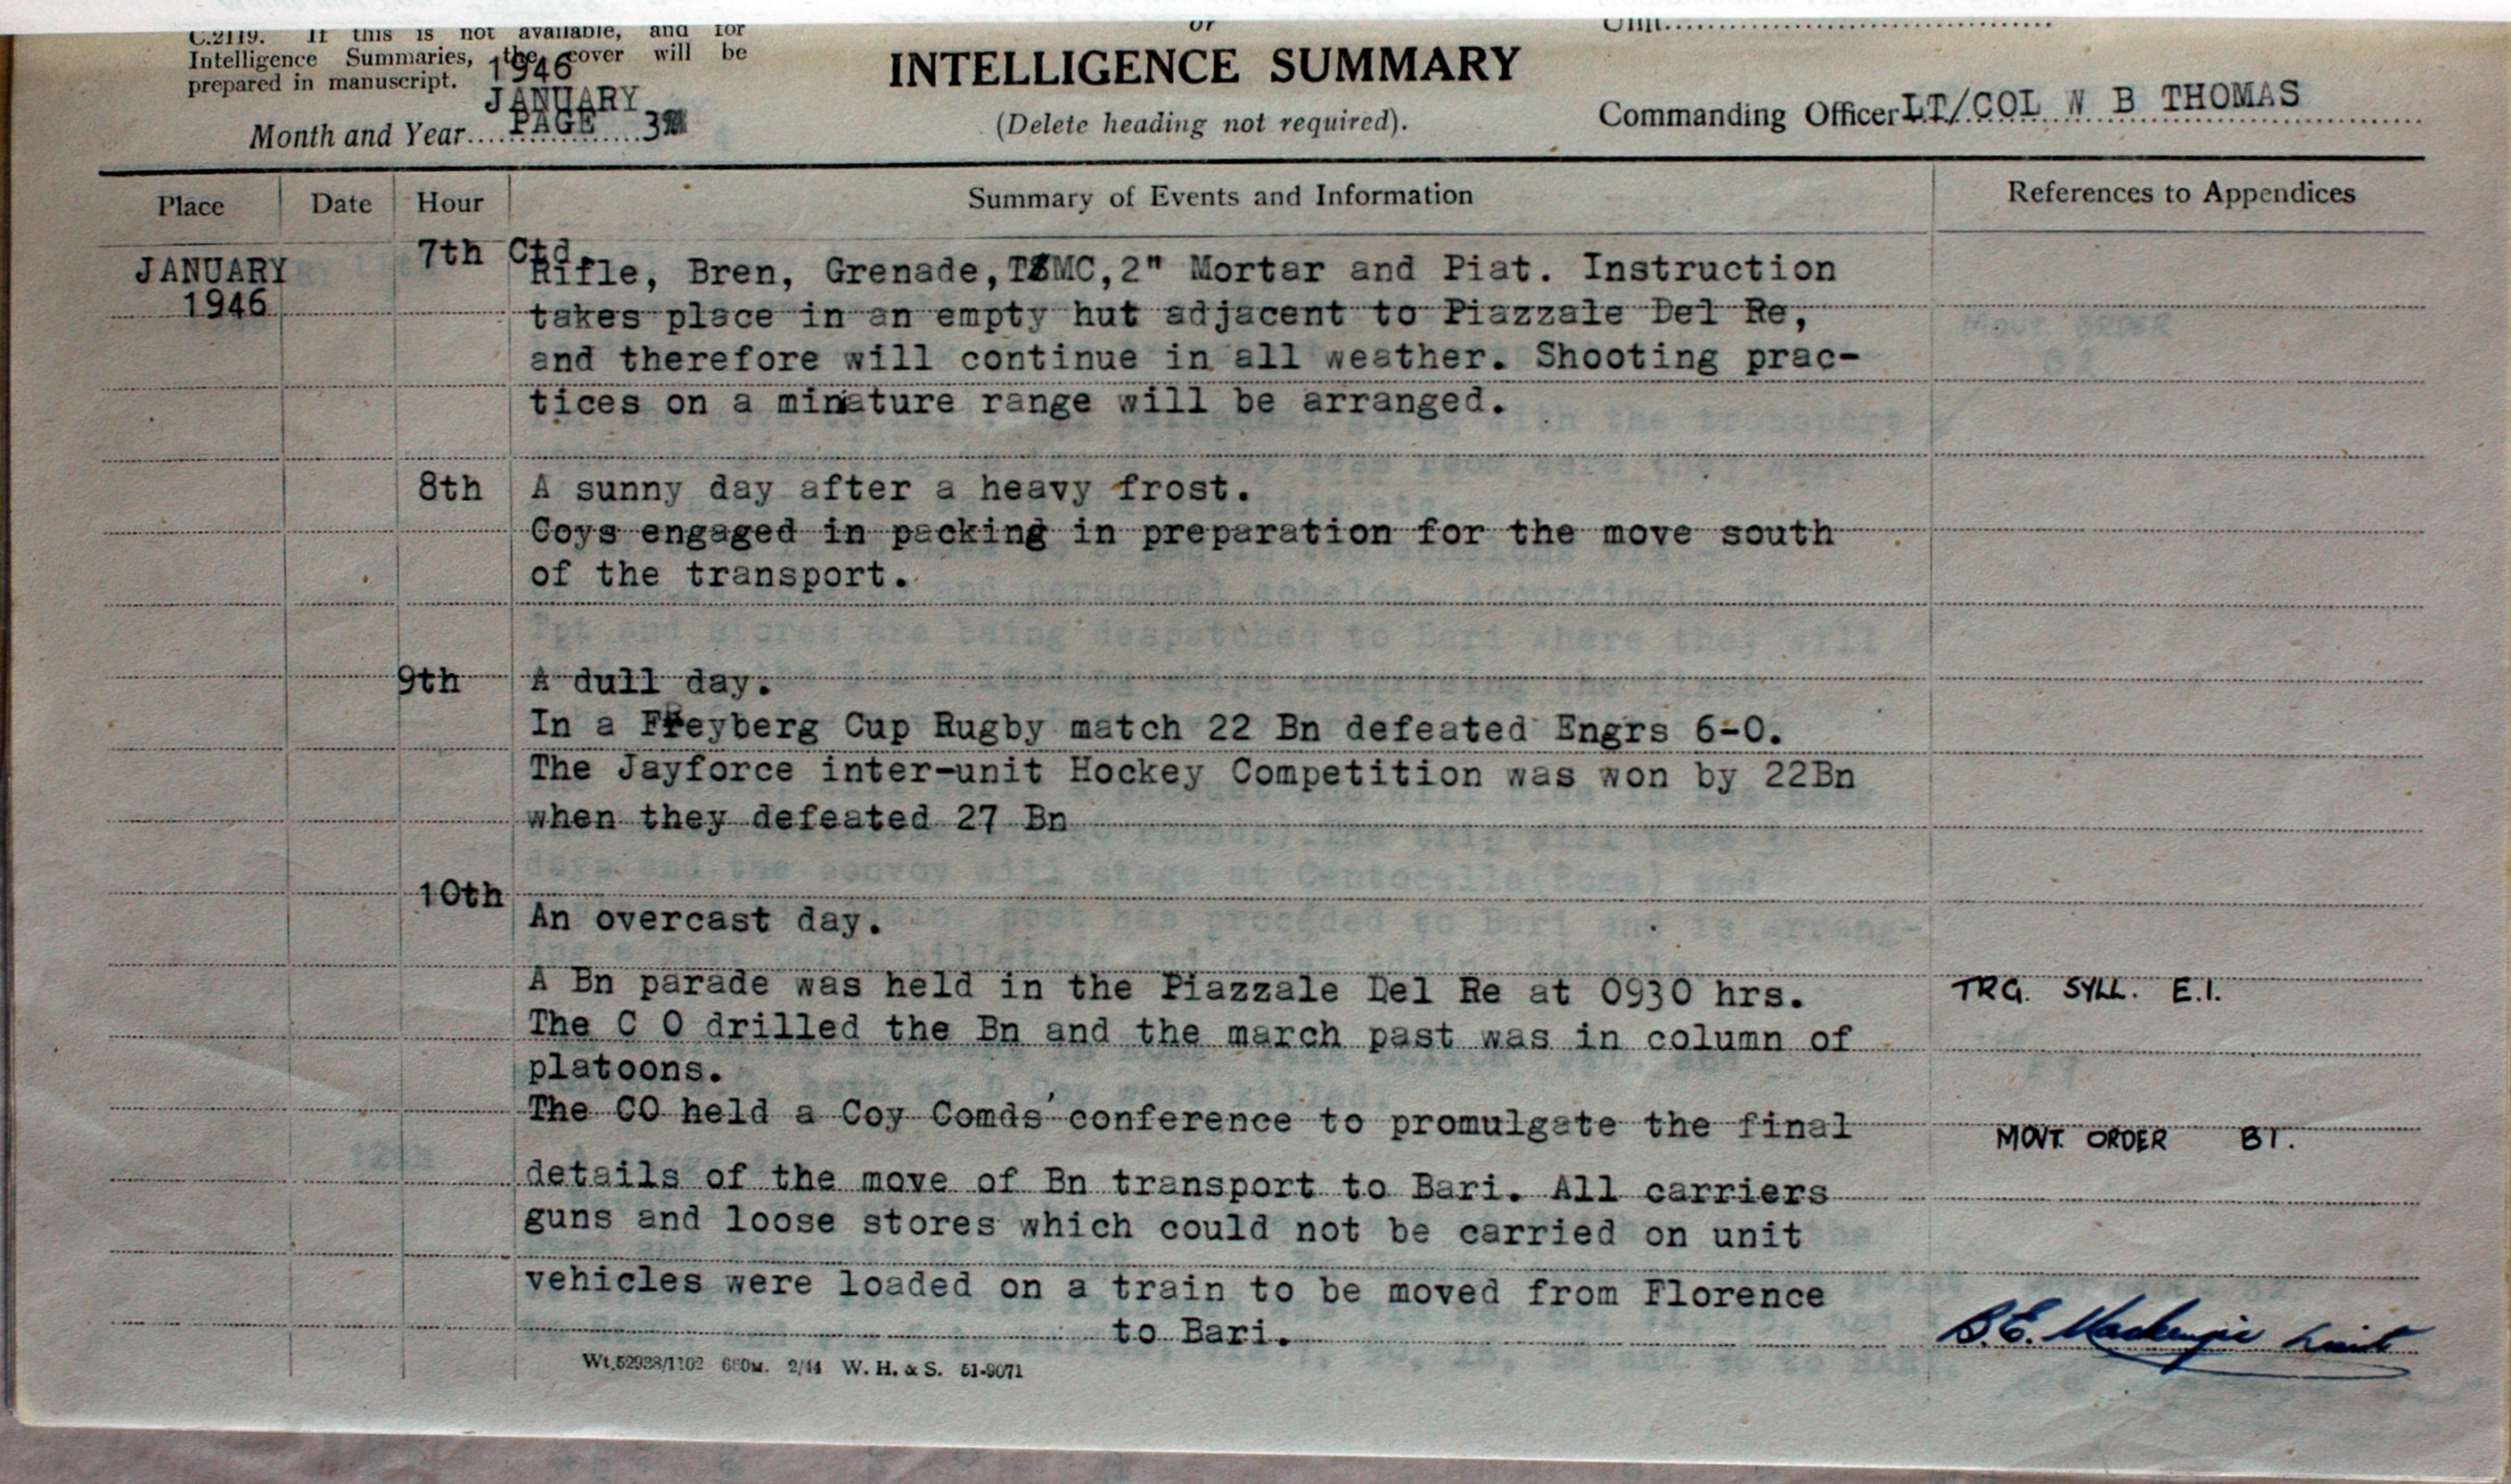 C.2119. If this is not available, and for
Intelligence Summaries, the cover will be
prepared in manuscript.
1946
JANUARY
Month and Year.... PAGE ....3
or
INTELLIGENCE SUMMARY
(Delete heading not required).
Unit
Commanding Officer LT/COL W B THOMAS
Place Date Hour Summary of Events and Information References to Appendices
JANUARY
1946
7th Ctd.
Rifle, Bren, Grenade, TSMC, 2" Mortar and Piat. Instruction
takes place in an empty hut adjacent to Piazzale Del Re,
and therefore will continue in all weather. Shooting prac-
tices on a minature range will be arranged.
8th A sunny day after a heavy frost.
Coys engaged in packing in preparation for the move south
of the transport.
9th A dull day.
In a Freyberg Cup Rugby match 22 Bn defeated Engrs 6-0.
The Jayforce inter-unit Hockey Competition was won by 22Bn
when they defeated 27 Bn
10th
An overcast day.
A Bn parade was held in the Piazzale Del Re at 0930 hrs. TRG. SYLL. E.1.
The C O drilled the Bn and the march past was in column of
platoons.
The CO held a Coy Comds' conference to promulgate the final
MOVT. ORDER B1.
details of the move of Bn transport to Bari. All carriers
guns and loose stores which could not be carried on unit
vehicles were loaded on a train to be moved from Florence
to Bari.
B.E. Mackenzie Lieut
Wt.52938/1102 660M. 2/44 W. H. & S. 51-9071